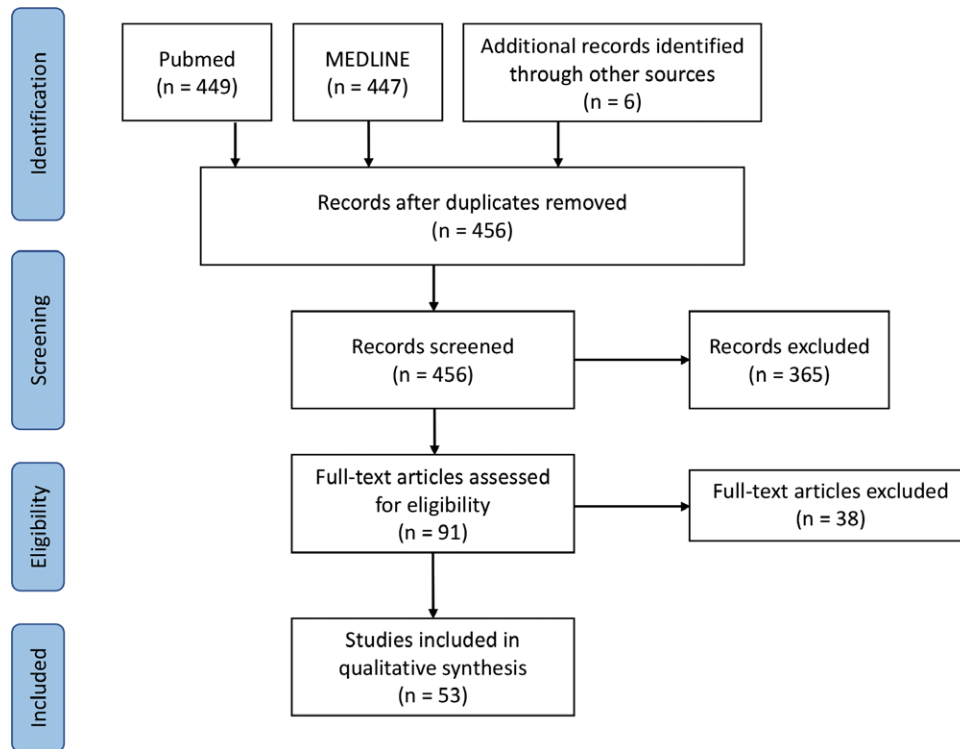 Identification
Pubmed
(n = 449)
MEDLINE
(n = 447)
Additional records identified
through other sources
(n = 6)
Records after duplicates removed
(n = 456)
Screening
Records screened
(n = 456)
Records excluded
(n = 365)
Eligibility
Full-text articles assessed
for eligibility
(n = 91)
Full-text articles excluded
(n = 38)
Included
Studies included in
qualitative synthesis
(n = 53)